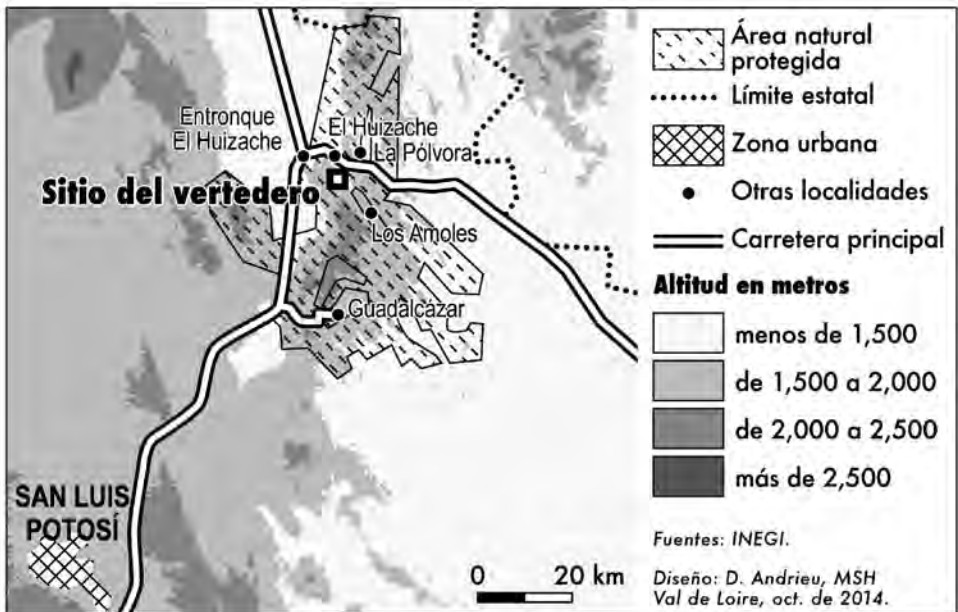 Entronque
El Huizache
El Huizache
La Pólvora
Sitio del vertedero
Los Amoles
Guadalcázar
SAN LUIS
POTOSÍ
0 20 km
Área natural
protegida
Límite estatal
Zona urbana
Otras localidades
Carretera principal
Altitud en metros
menos de 1,500
de 1,500 a 2,000
de 2,000 a 2,500
más de 2,500
Fuentes: INEGI.
Diseño: D. Andrieu, MSH
Val de Loire, oct. de 2014.